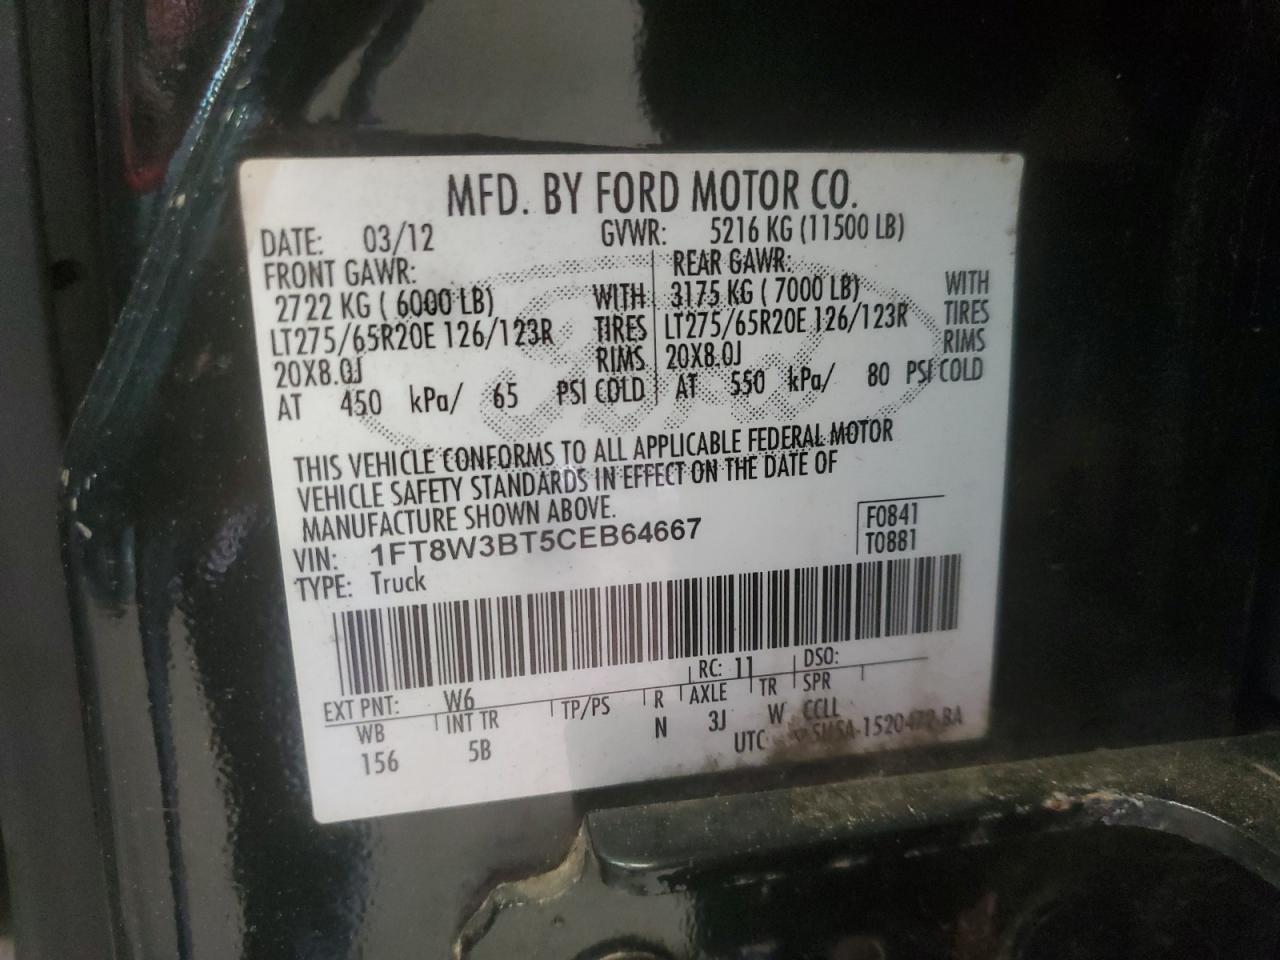 MFD. BY FORD MOTOR CO.
DATE: 03/12 GVWR: 5216 KG (11500 LB)
FRONT GAWR: REAR GAWR:
2722 KG ( 6000 LB) WITH 3175 KG ( 7000 LB) WITH
LT275/65R20E 126/123R TIRES LT275/65R20E 126/123R TIRES
20X8.0J RIMS 20X8.0J RIMS
AT 450 kPa/ 65 PSI COLD AT 550 kPa/ 80 PSI COLD
THIS VEHICLE CONFORMS TO ALL APPLICABLE FEDERAL MOTOR
VEHICLE SAFETY STANDARDS IN EFFECT ON THE DATE OF
MANUFACTURE SHOWN ABOVE.
VIN: 1FT8W3BT5CEB64667 F0841
TYPE: Truck T0881
EXT PNT: W6 RC: 11 DSO:
WB INT TR TP/PS R AXLE TR SPR
156 5B N 3J W CCLL
UTC